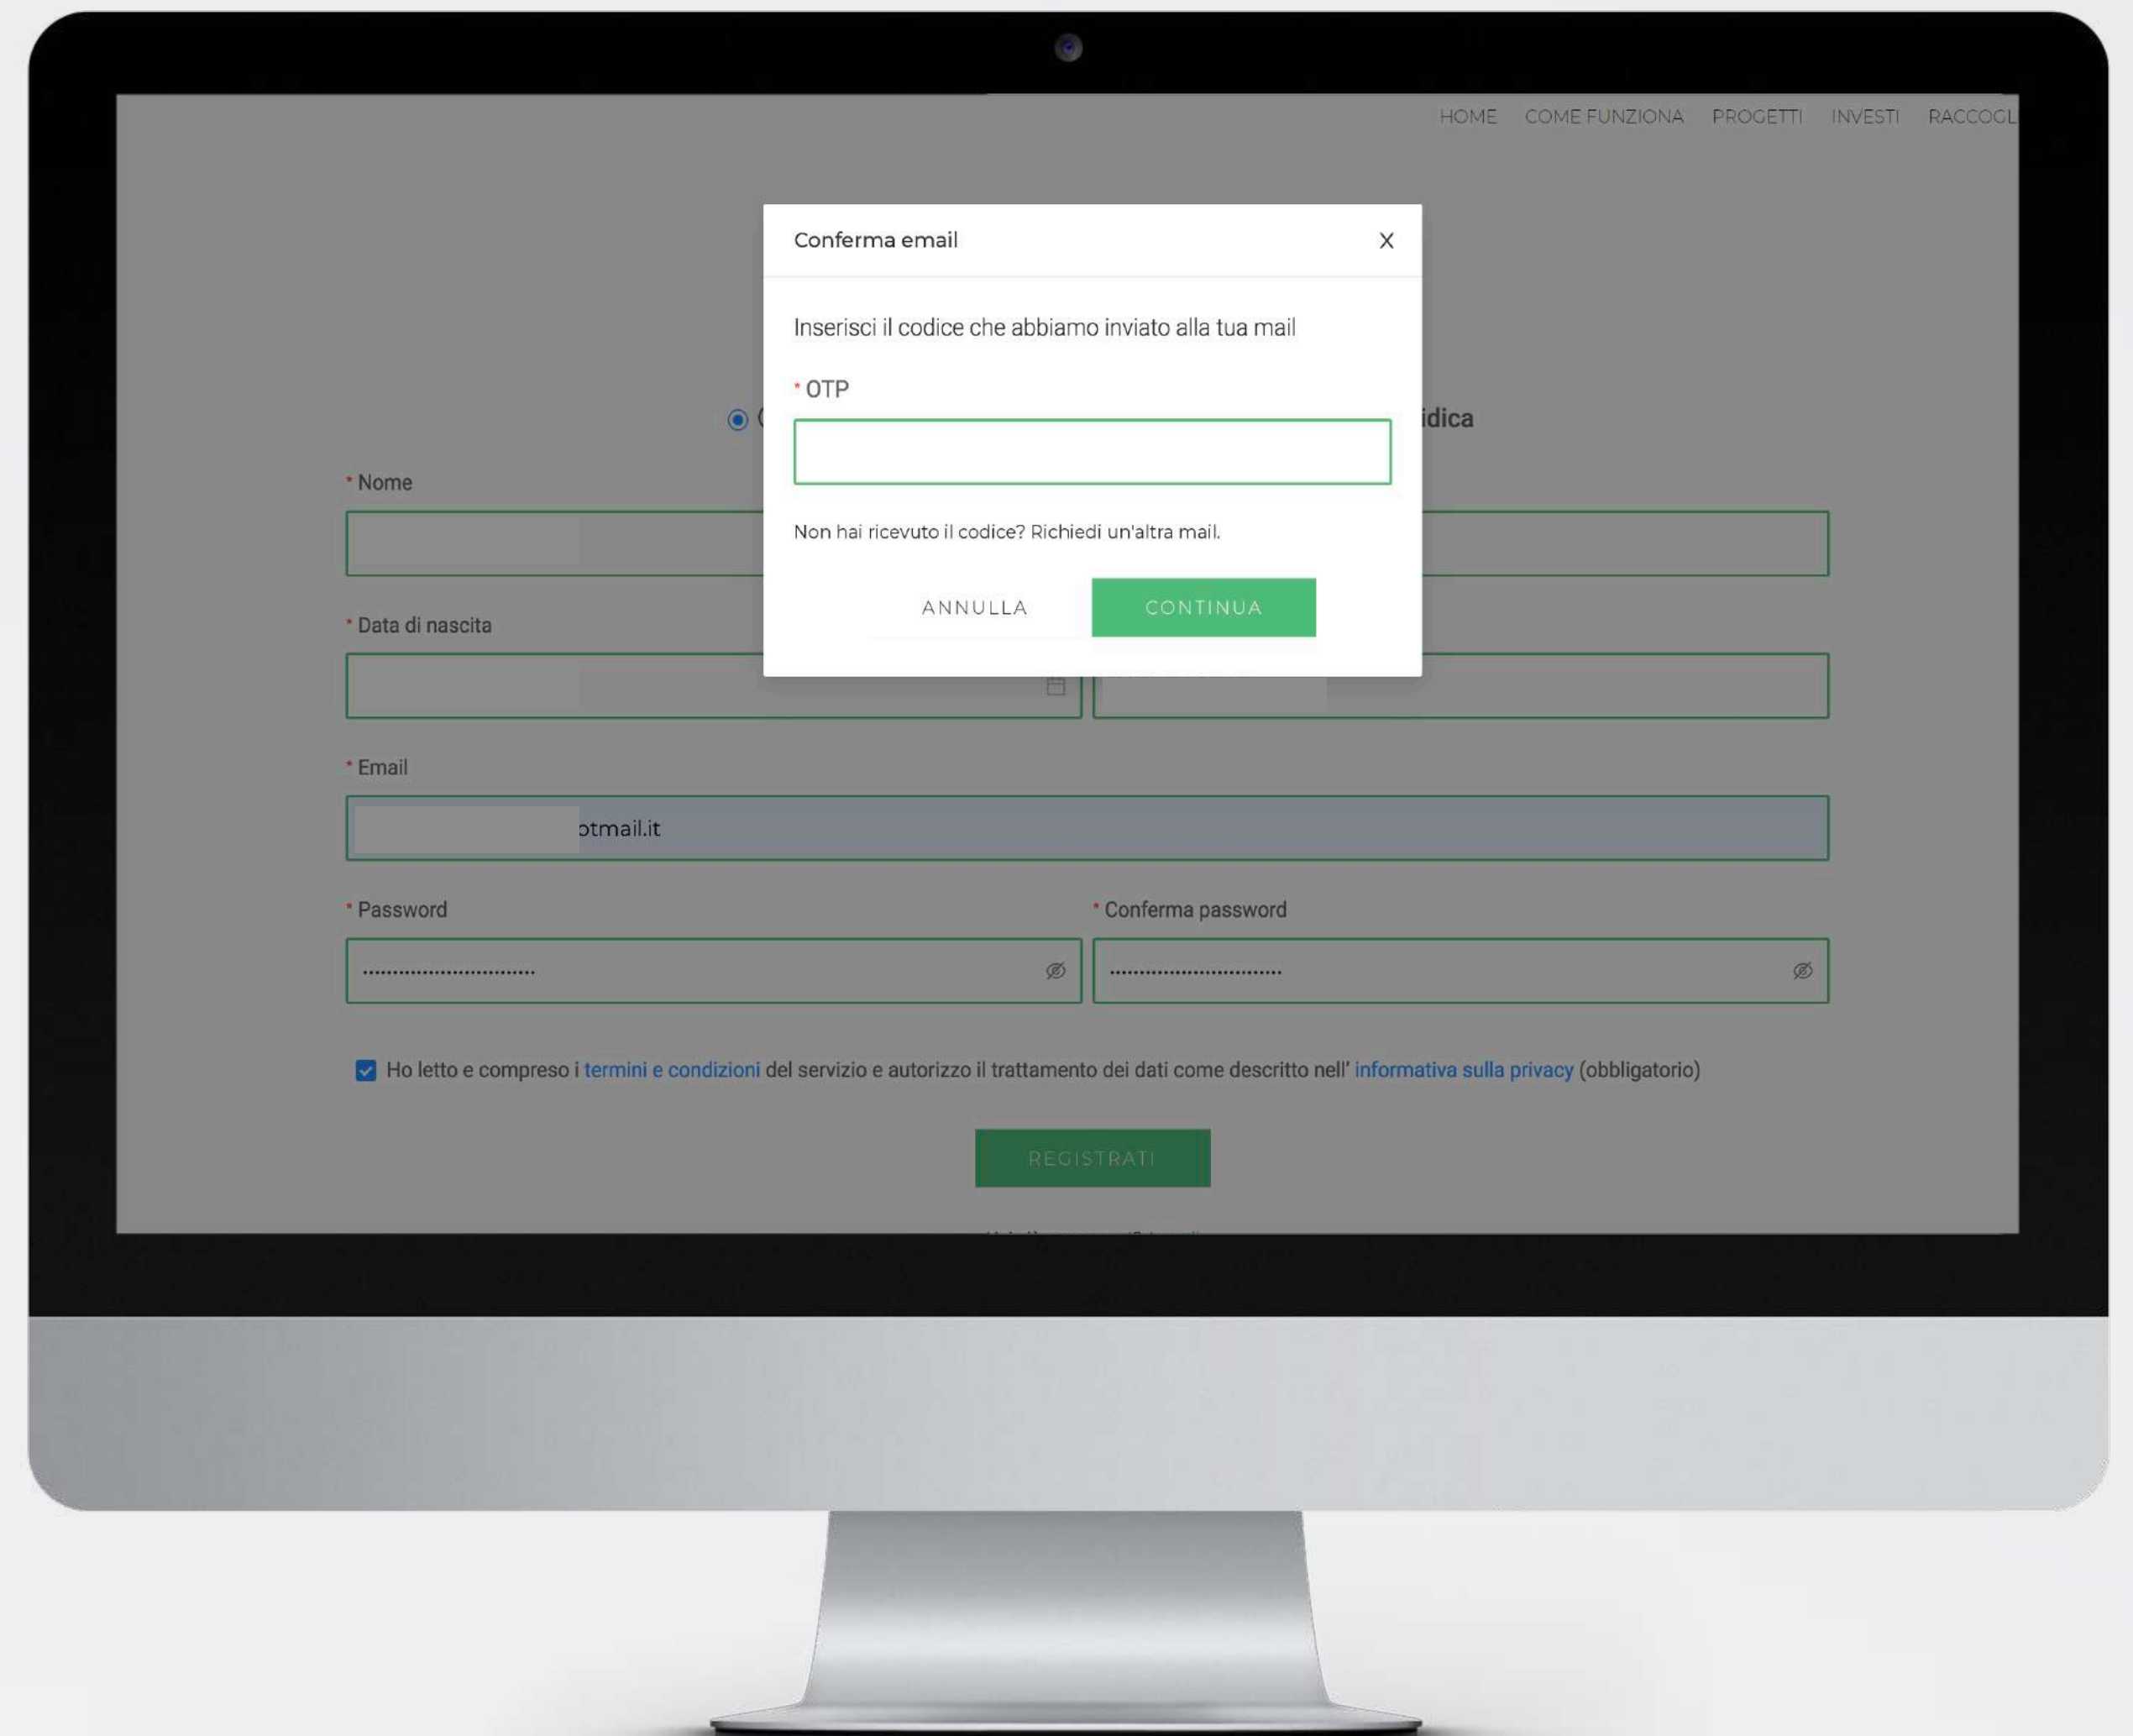 HOME COME FUNZIONA PROGETTI INVESTI RACCOGL
Conferma email X
Inserisci il codice che abbiamo inviato alla tua mail
* OTP
idica
* Nome
Non hai ricevuto il codice? Richiedi un'altra mail.
ANNULLA CONTINUA
* Data di nascita
* Email
otmail.it
* Password * Conferma password
Ho letto e compreso i termini e condizioni del servizio e autorizzo il trattamento dei dati come descritto nell' informativa sulla privacy (obbligatorio)
REGISTRATI